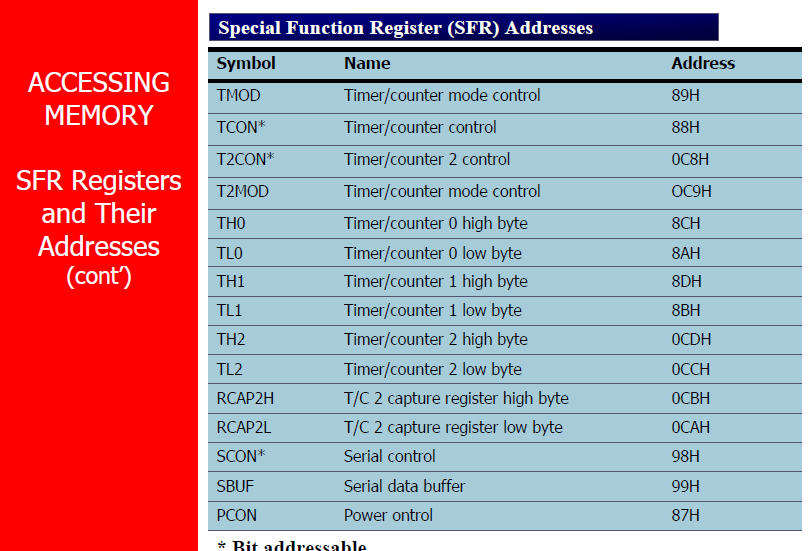 Special Function Register (SFR) Addresses
ACCESSING
MEMORY
SFR Registers
and Their
Addresses
(cont’)
Symbol Name Address
TMOD Timer/counter mode control 89H
TCON* Timer/counter control 88H
T2CON* Timer/counter 2 control 0C8H
T2MOD Timer/counter mode control OC9H
TH0 Timer/counter 0 high byte 8CH
TL0 Timer/counter 0 low byte 8AH
TH1 Timer/counter 1 high byte 8DH
TL1 Timer/counter 1 low byte 8BH
TH2 Timer/counter 2 high byte 0CDH
TL2 Timer/counter 2 low byte 0CCH
RCAP2H T/C 2 capture register high byte 0CBH
RCAP2L T/C 2 capture register low byte 0CAH
SCON* Serial control 98H
SBUF Serial data buffer 99H
PCON Power ontrol 87H
* Bit addressable